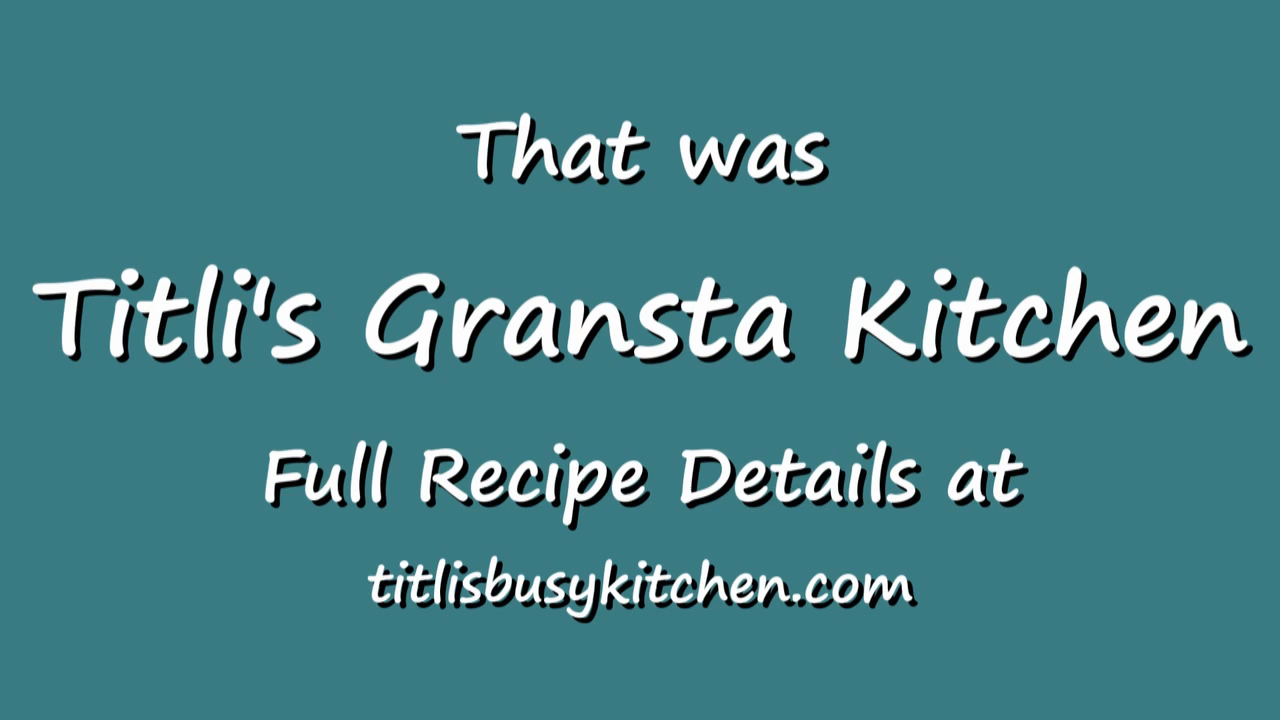 That was
Titli's Gransta Kitchen
Full Recipe Details at
titlisbusykitchen.com